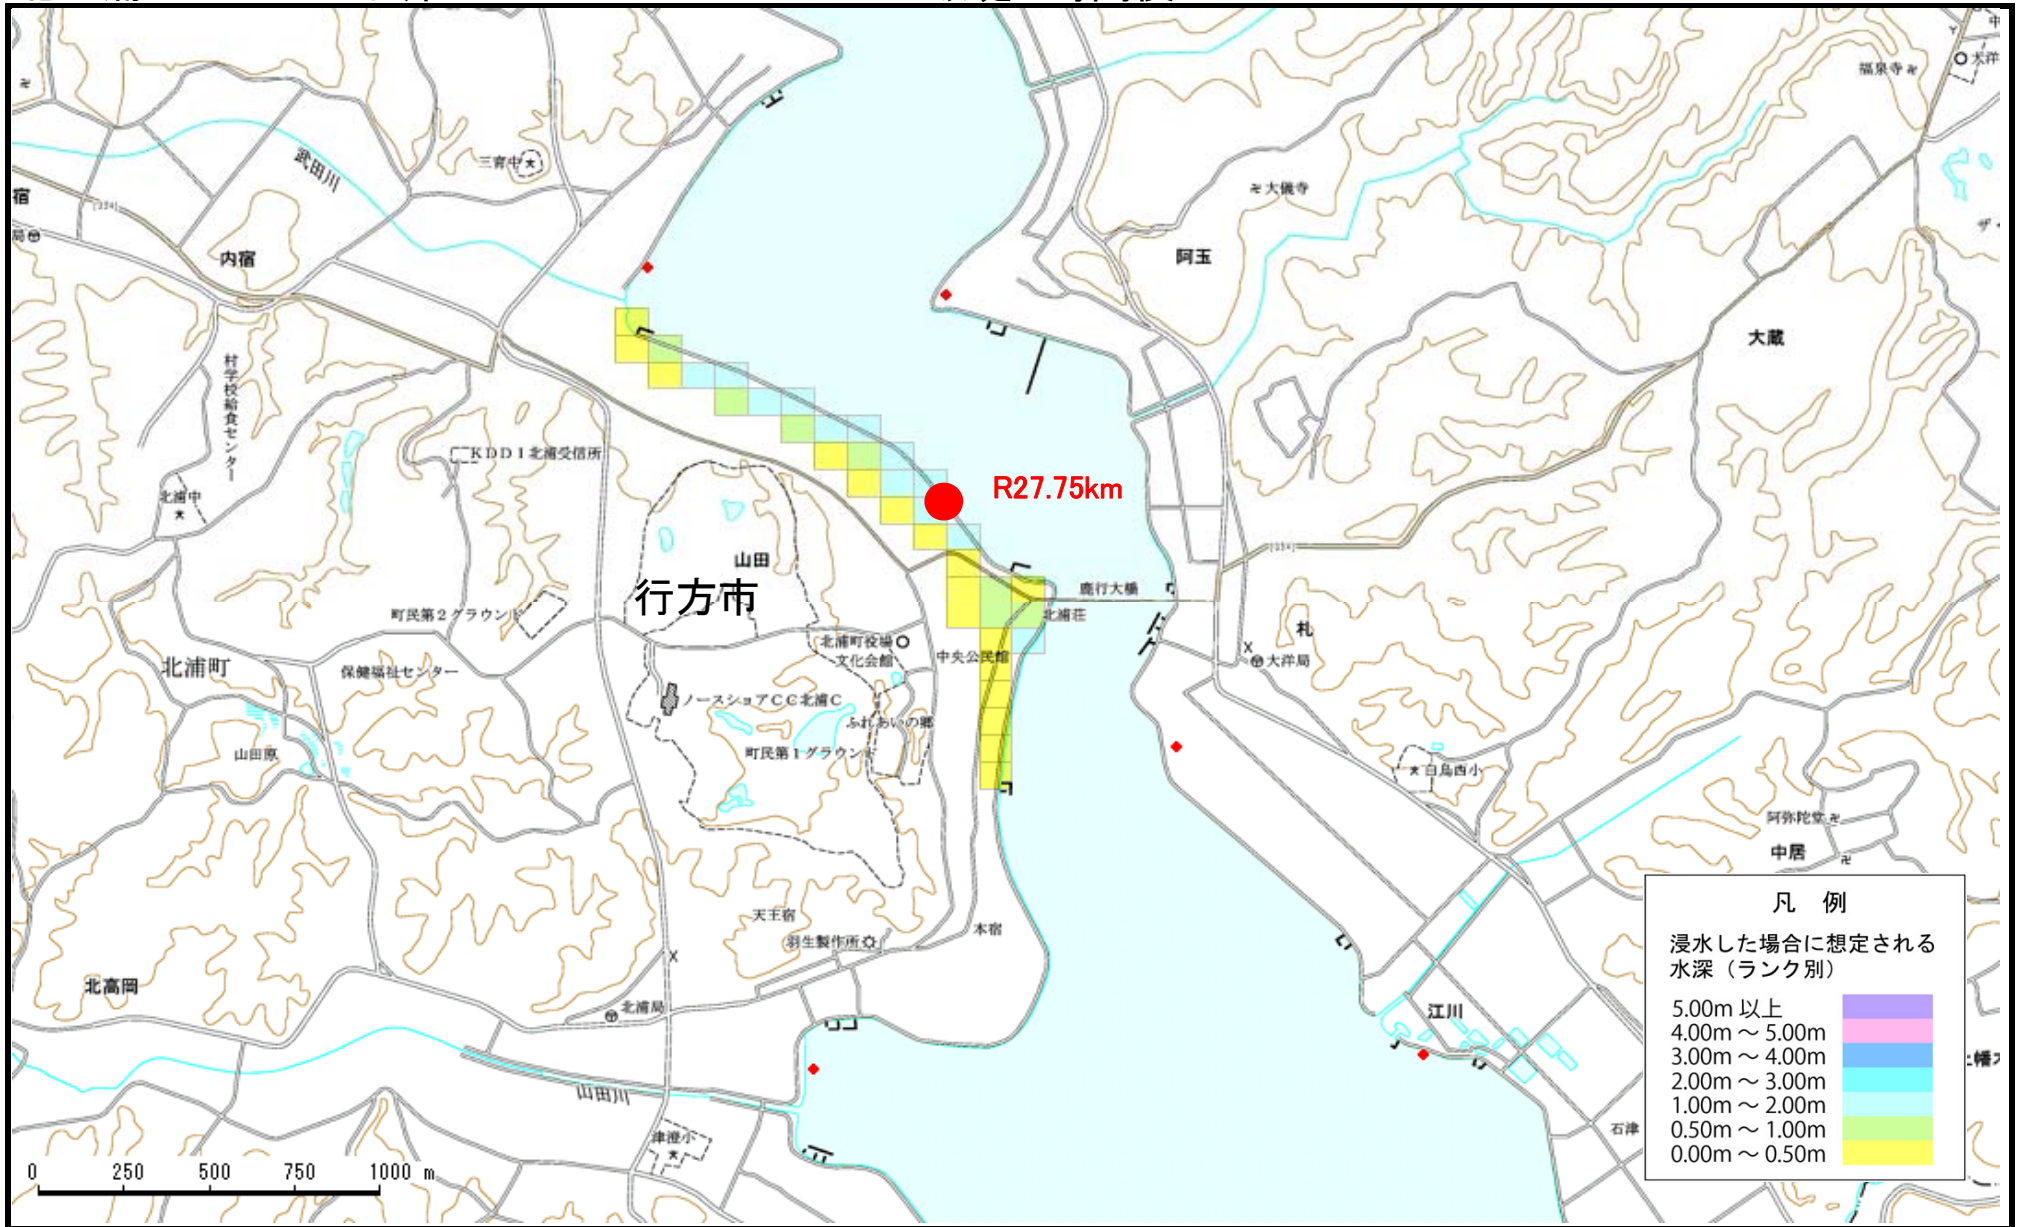 中
大洋
福泉寺
三育中
武田川
大儀寺
宿
局
内宿
阿玉
大蔵
村学校給食センター
KDDI北浦受信所
R27.75km
北浦中
山田
行方市
鹿行大橋
町民第2グラウンド
北浦荘
札
北浦町役場
文化会館
中央公民館
大洋局
北浦町
保健福祉センター
ノースショアCC北浦C
ふれあいの郷
山田原
町民第1グラウンド
白鳥西小
阿弥陀堂
中居
天王宿
羽生製作所
本宿
北高岡
北浦局
江川
山田川
津澄小
石津
0 250 500 750 1000 m
凡 例
浸水した場合に想定される
水深（ランク別）
5.00m 以上
4.00m ～ 5.00m
3.00m ～ 4.00m
2.00m ～ 3.00m
1.00m ～ 2.00m
0.50m ～ 1.00m
0.00m ～ 0.50m